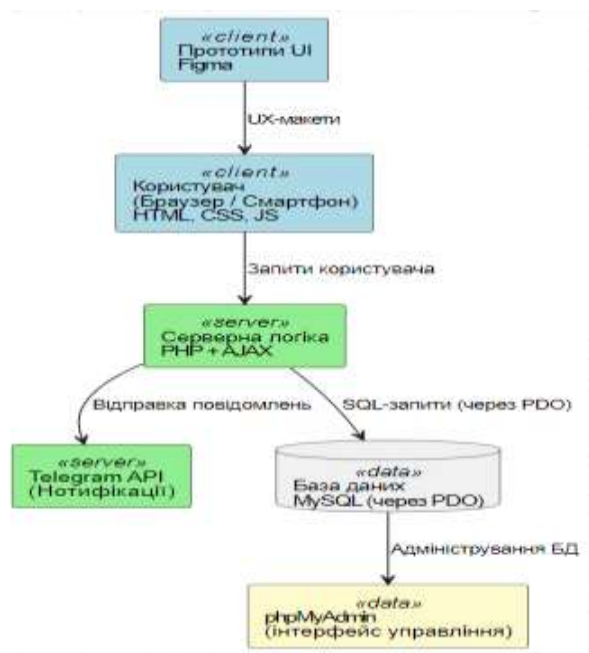 «client»
Прототипи UI
Figma
UX-макети
«client»
Користувач
(Браузер / Смартфон)
HTML, CSS, JS
Запити користувача
«server»
Серверна логіка
PHP + AJAX
Відправка повідомлень
SQL-запити (через PDO)
«server»
Telegram API
(Нотифікації)
«data»
База даних
MySQL (через PDO)
Адміністрування БД
«data»
phpMyAdmin
(інтерфейс управління)